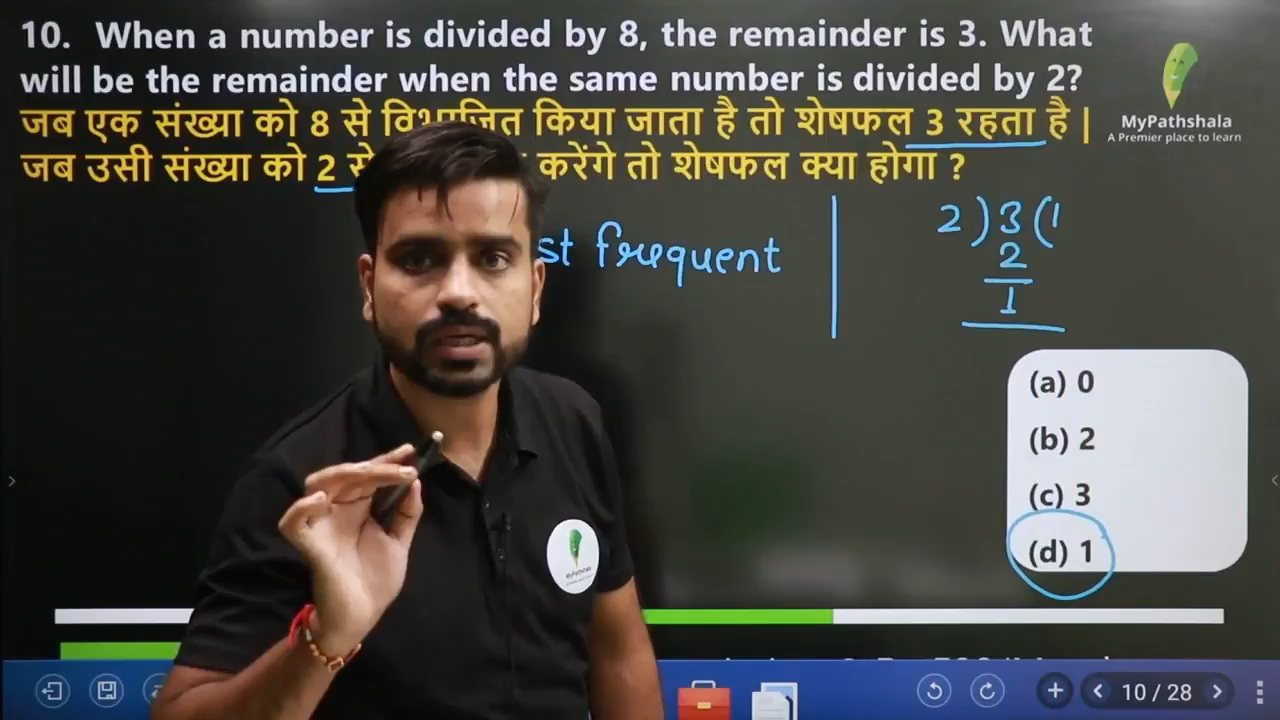 10. When a number is divided by 8, the remainder is 3. What
will be the remainder when the same number is divided by 2?
जब एक संख्या को 8 से विभाजित किया जाता है तो शेषफल 3 रहता है |
जब उसी संख्या को 2 से करेंगे तो शेषफल क्या होगा ?
MyPathshala
A Premier place to learn
st frequent
2)3(1
2
1
(a) 0
(b) 2
(c) 3
(d) 1
MyPathshala
10 / 28